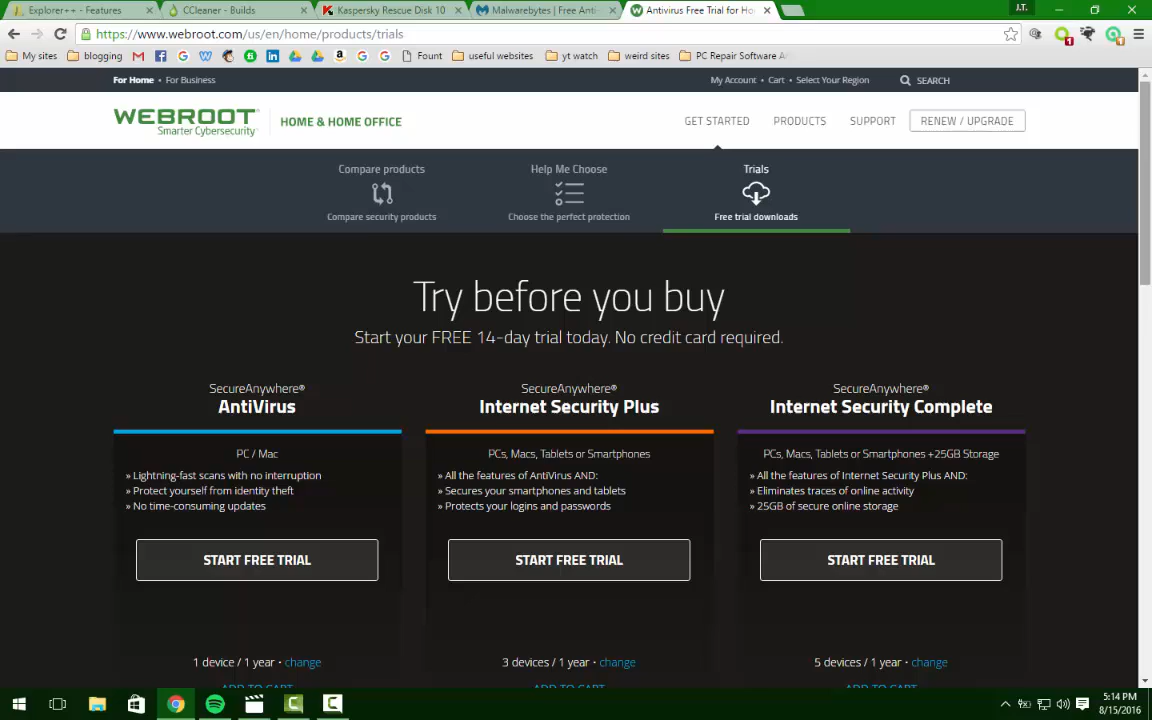 Explorer++ - Features
CCleaner - Builds
Kaspersky Rescue Disk 10
Malwarebytes | Free Anti-
Antivirus Free Trial for Ho
J.T.
https://www.webroot.com/us/en/home/products/trials
My sites
blogging
Fount
useful websites
yt watch
weird sites
PC Repair Software A
For Home • For Business
My Account • Cart • Select Your Region
SEARCH
WEBROOT
Smarter Cybersecurity
HOME & HOME OFFICE
GET STARTED
PRODUCTS
SUPPORT
RENEW / UPGRADE
Compare products
Compare security products
Help Me Choose
Choose the perfect protection
Trials
Free trial downloads
Try before you buy
Start your FREE 14-day trial today. No credit card required.
SecureAnywhere®
AntiVirus
PC / Mac
» Lightning-fast scans with no interruption
» Protect yourself from identity theft
» No time-consuming updates
START FREE TRIAL
1 device / 1 year • change
ADD TO CART
SecureAnywhere®
Internet Security Plus
PCs, Macs, Tablets or Smartphones
» All the features of AntiVirus AND:
» Secures your smartphones and tablets
» Protects your logins and passwords
START FREE TRIAL
3 devices / 1 year • change
ADD TO CART
SecureAnywhere®
Internet Security Complete
PCs, Macs, Tablets or Smartphones +25GB Storage
» All the features of Internet Security Plus AND:
» Eliminates traces of online activity
» 25GB of secure online storage
START FREE TRIAL
5 devices / 1 year • change
ADD TO CART
5:14 PM
8/15/2016